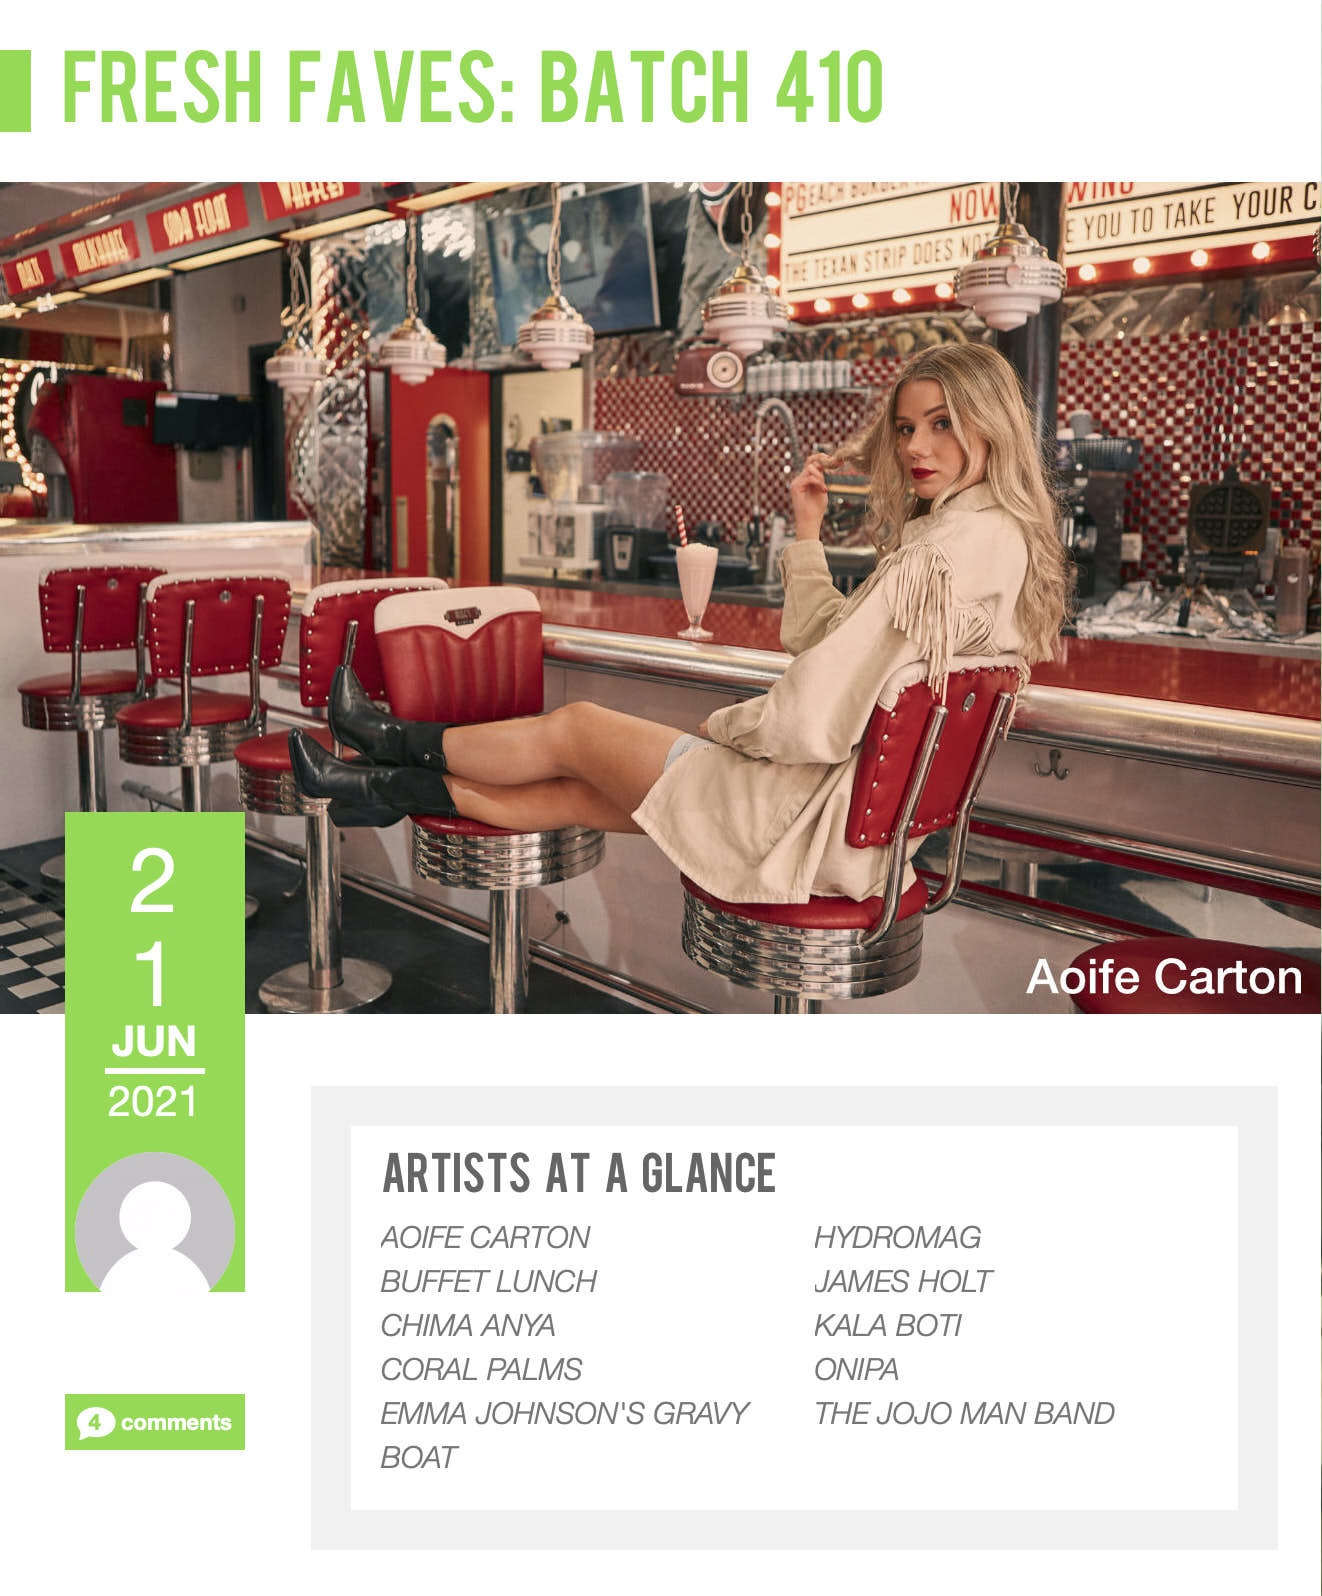 FRESH FAVES: BATCH 410
WAFFLES
SODA FLOAT
MILKSHAKES
MALTS
NOW
THE TEXAN STRIP DOES NOT
E YOU TO TAKE YOUR C
Aoife Carton
2
1
JUN
2021
4 comments
ARTISTS AT A GLANCE
AOIFE CARTON
BUFFET LUNCH
CHIMA ANYA
CORAL PALMS
EMMA JOHNSON'S GRAVY
BOAT
HYDROMAG
JAMES HOLT
KALA BOTI
ONIPA
THE JOJO MAN BAND